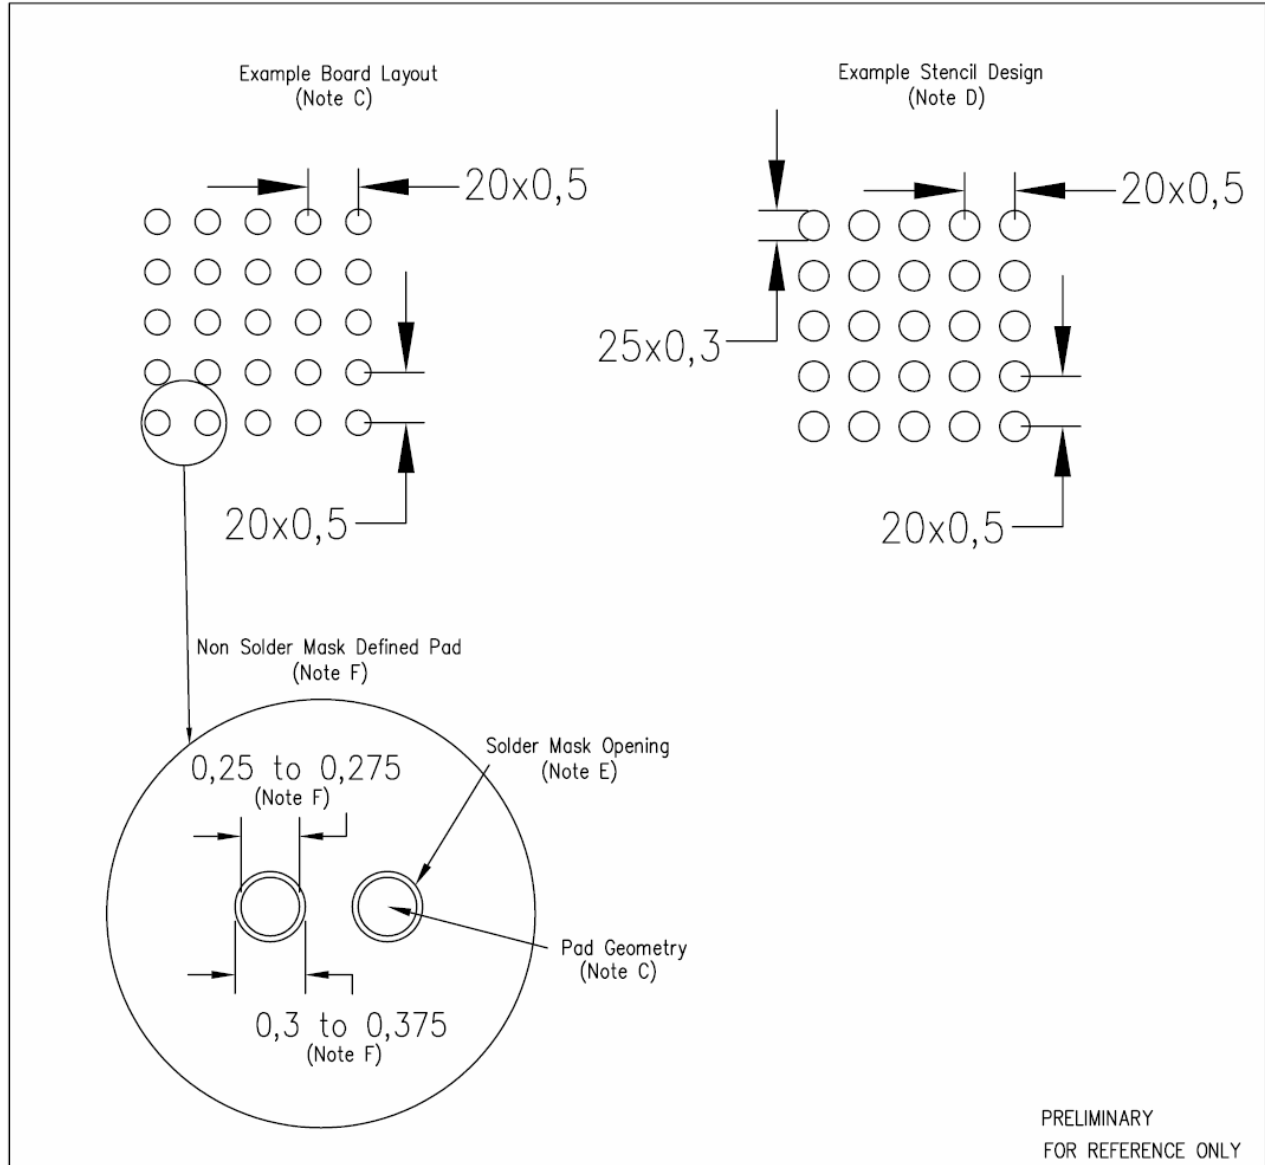 Example Board Layout
(Note C)
20x0,5
20x0,5
Example Stencil Design
(Note D)
20x0,5
25x0,3
20x0,5
Non Solder Mask Defined Pad
(Note F)
0,25 to 0,275
(Note F)
Solder Mask Opening
(Note E)
Pad Geometry
(Note C)
0,3 to 0,375
(Note F)
PRELIMINARY
FOR REFERENCE ONLY